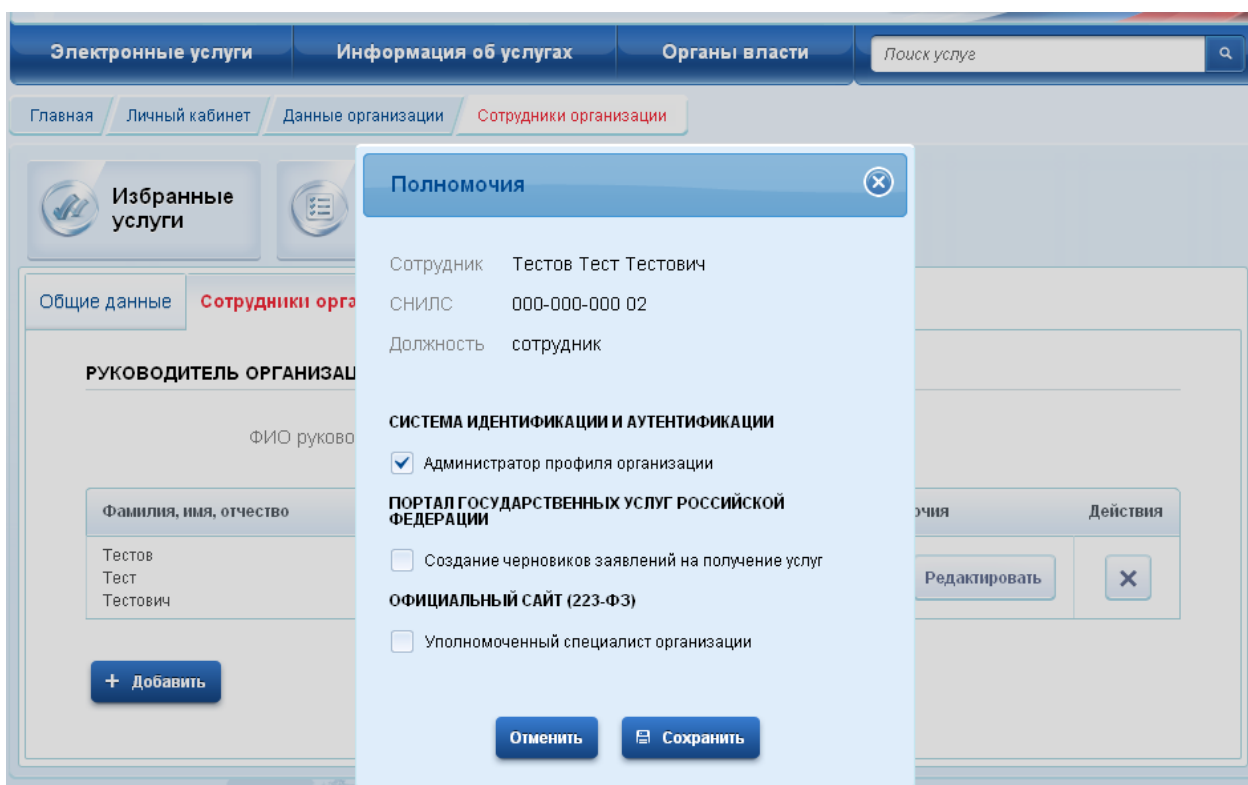 Электронные услуги
Информация об услугах
Органы власти
Поиск услуг
Главная
Личный кабинет
Данные организации
Сотрудники организации
Избранные
услуги
Общие данные
Сотрудники орга
РУКОВОДИТЕЛЬ ОРГАНИЗАЦ
ФИО руково
Фамилия, имя, отчество
очия
Действия
Тестов
Тест
Тестович
Редактировать
+ Добавить
Полномочия
Сотрудник Тестов Тест Тестович
СНИЛС 000-000-000 02
Должность сотрудник
СИСТЕМА ИДЕНТИФИКАЦИИ И АУТЕНТИФИКАЦИИ
Администратор профиля организации
ПОРТАЛ ГОСУДАРСТВЕННЫХ УСЛУГ РОССИЙСКОЙ
ФЕДЕРАЦИИ
Создание черновиков заявлений на получение услуг
ОФИЦИАЛЬНЫЙ САЙТ (223-ФЗ)
Уполномоченный специалист организации
Отменить
Сохранить